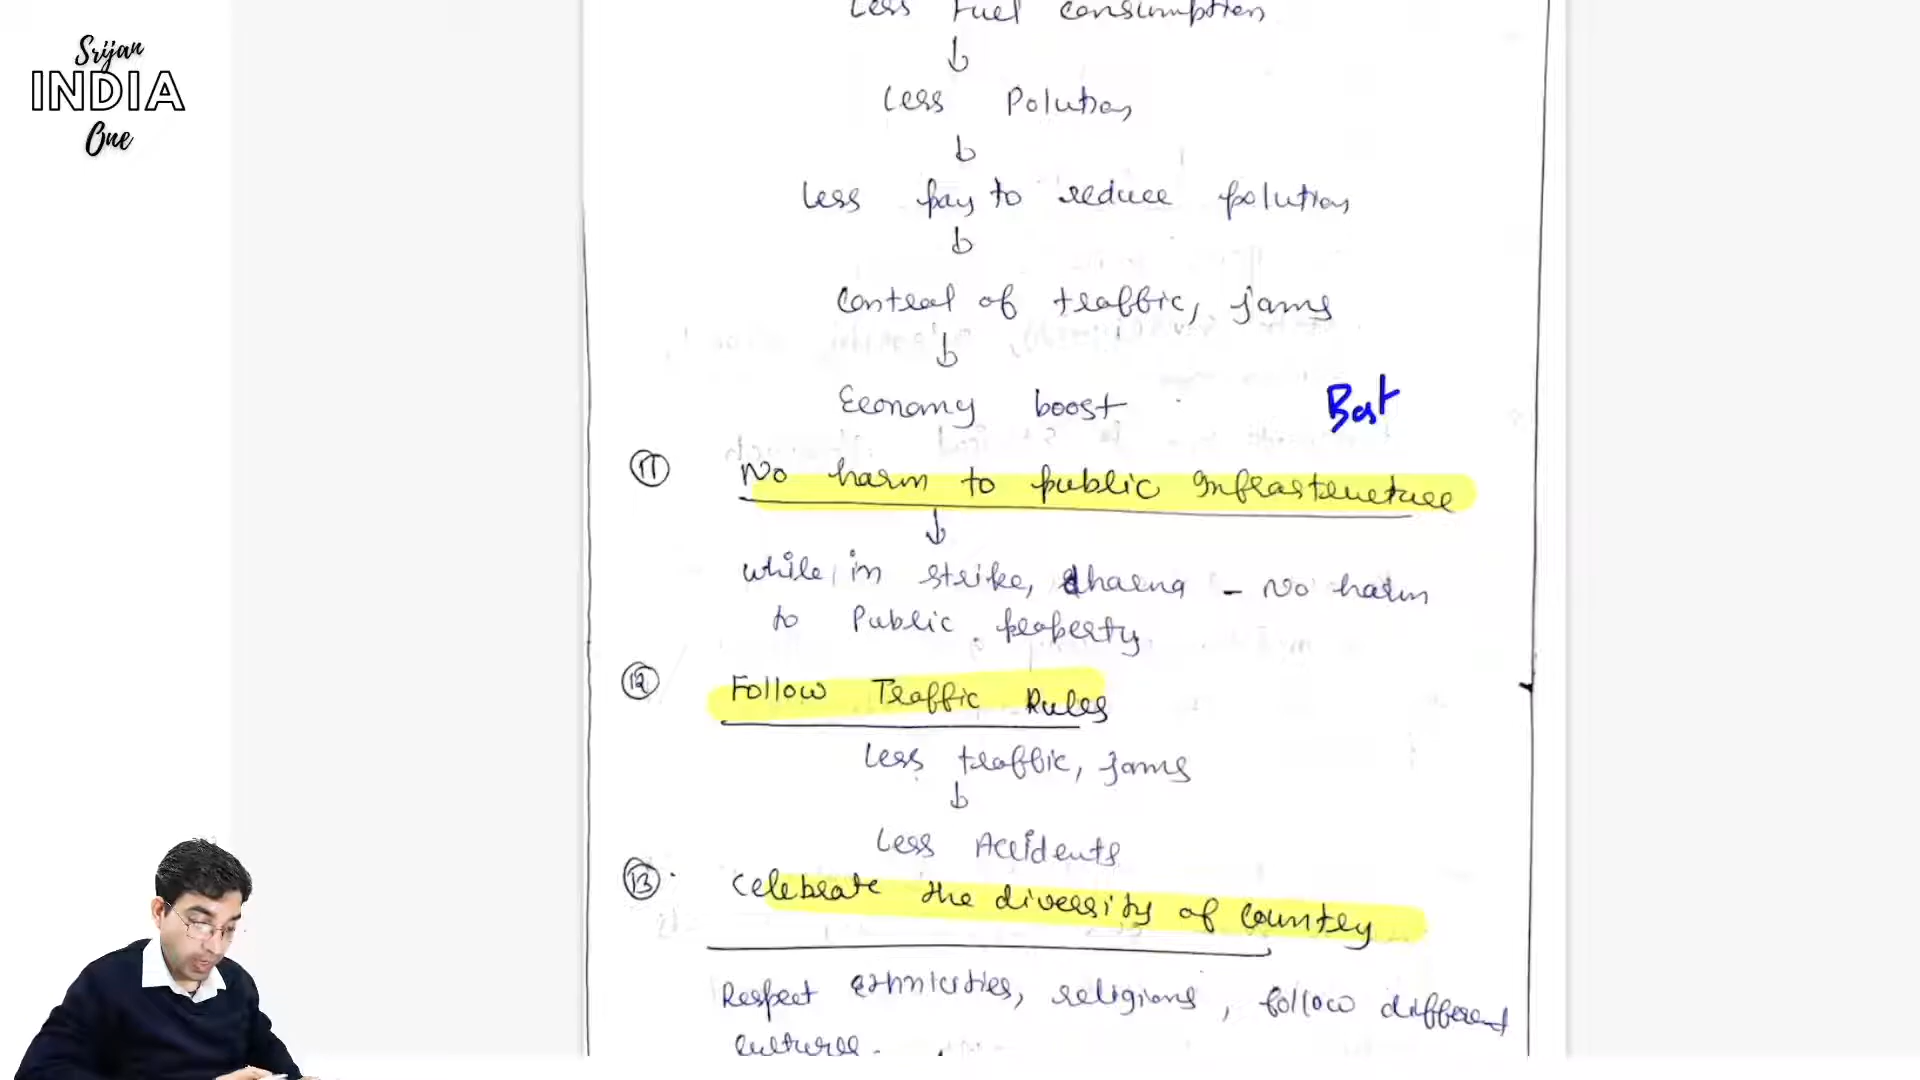 Srijan
INDIA
One
Less Fuel consumption
Less Polution
Less pay to reduce polution
Control of traffic, jams
Economy boost
Best
11 No harm to public Infrastructure
while in strike, dharna - No harm
to Public property
12 Follow Traffic Rules
Less traffic, jams
Less Accidents
13. Celebrate the diversity of Country
Respect ethnicities, religions, follow different
cultures.